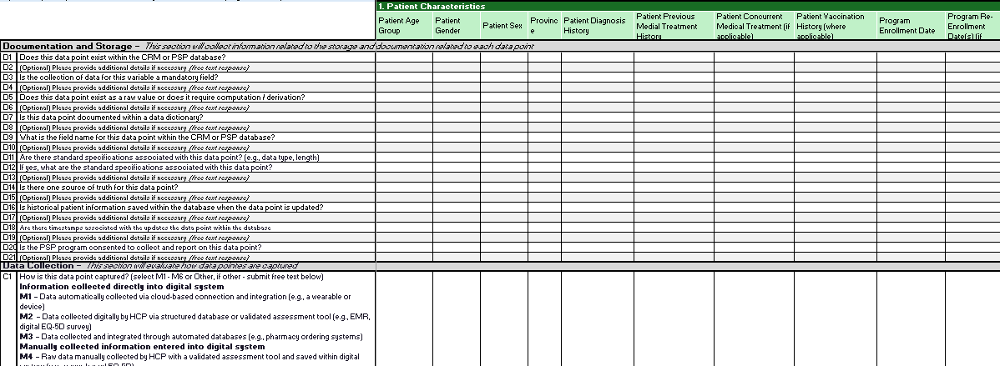 1. Patient Characteristics
Patient Age Group
Patient Gender
Patient Sex
Provinc e
Patient Diagnosis History
Patient Previous Medial Treatment History
Patient Concurrent Medical Treatment (if applicable)
Patient Vaccination History (where applicable)
Program Enrollment Date
Program Re-Enrollment Date(s) (if
Documentation and Storage – This section will collect information related to the storage and documentation related to each data point
D1 Does this data point exist within the CRM or PSP database?
D2 (Optional) Please provide additional details if necessary (free text response)
D3 Is the collection of data for this variable a mandatory field?
D4 (Optional) Please provide additional details if necessary (free text response)
D5 Does this data point exist as a raw value or does it require computation / derivation?
D6 (Optional) Please provide additional details if necessary (free text response)
D7 Is this data point documented within a data dictionary?
D8 (Optional) Please provide additional details if necessary (free text response)
D9 What is the field name for this data point within the CRM or PSP database?
D10 (Optional) Please provide additional details if necessary (free text response)
D11 Are there standard specifications associated with this data point? (e.g., data type, length)
D12 If yes, what are the standard specifications associated with this data point?
D13 (Optional) Please provide additional details if necessary (free text response)
D14 Is there one source of truth for this data point?
D15 (Optional) Please provide additional details if necessary (free text response)
D16 Is historical patient information saved within the database when the data point is updated?
D17 (Optional) Please provide additional details if necessary (free text response)
D18 Are there timestamps associated with the updates the data point within the database
D19 (Optional) Please provide additional details if necessary (free text response)
D20 Is the PSP program consented to collect and report on this data point?
D21 (Optional) Please provide additional details if necessary (free text response)
Data Collection – This section will evaluate how data pointes are captured
C1 How is this data point captured? (select M1 - M6 or Other, if other - submit free text below)
Information collected directly into digital system
M1 – Data automatically collected via cloud-based connection and integration (e.g., a wearable or
device)
M2 – Data collected digitally by HCP via structured database or validated assessment tool (e.g., EMR,
digital EQ-5D survey)
M3 – Data collected and integrated through automated databases (e.g., pharmacy ordering systems)
Manually collected information entered into digital system
M4 – Raw data manually collected by HCP with a validated assessment tool and saved within digital